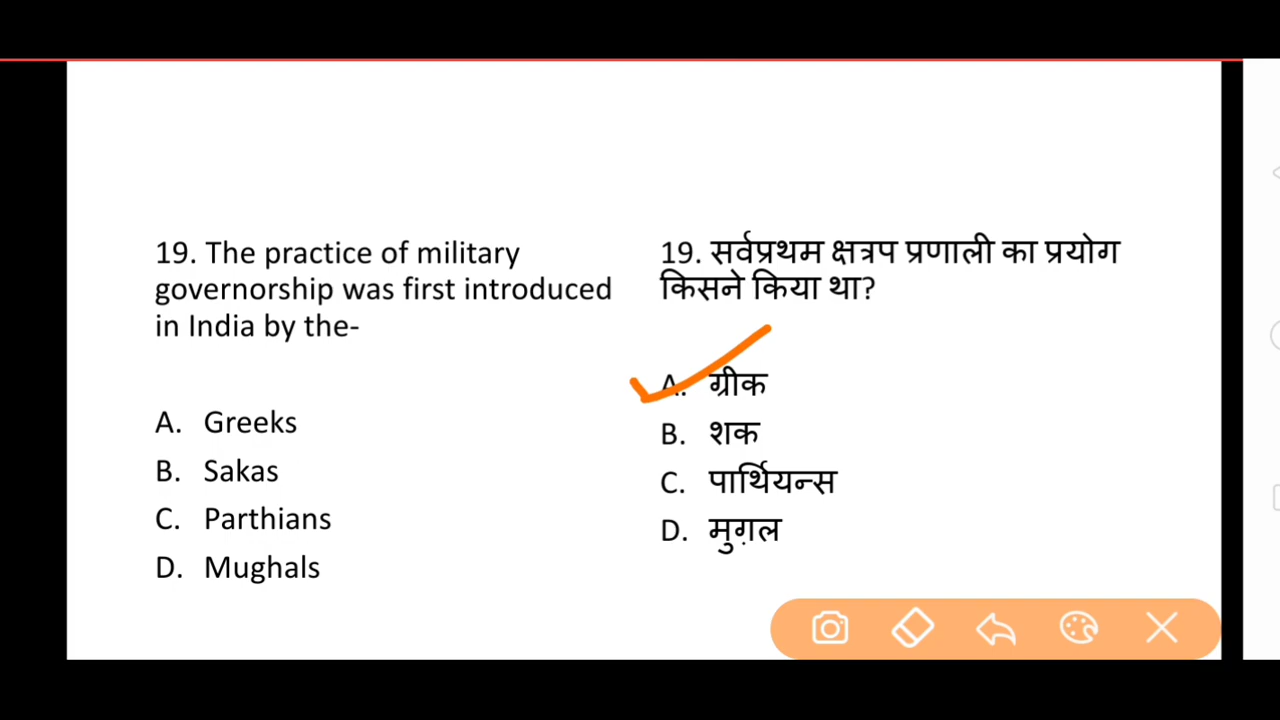 19. The practice of military
governorship was first introduced
in India by the-
A. Greeks
B. Sakas
C. Parthians
D. Mughals
19. सर्वप्रथम क्षत्रप प्रणाली का प्रयोग
किसने किया था?
A. ग्रीक
B. शक
C. पार्थियन्स
D. मुग़ल